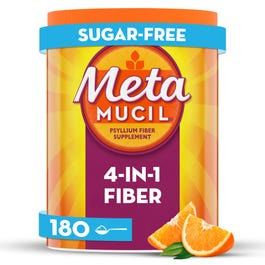 SUGAR-FREE
Meta
MUCIL
PSYLLIUM FIBER
SUPPLEMENT
4-IN-1
FIBER
180